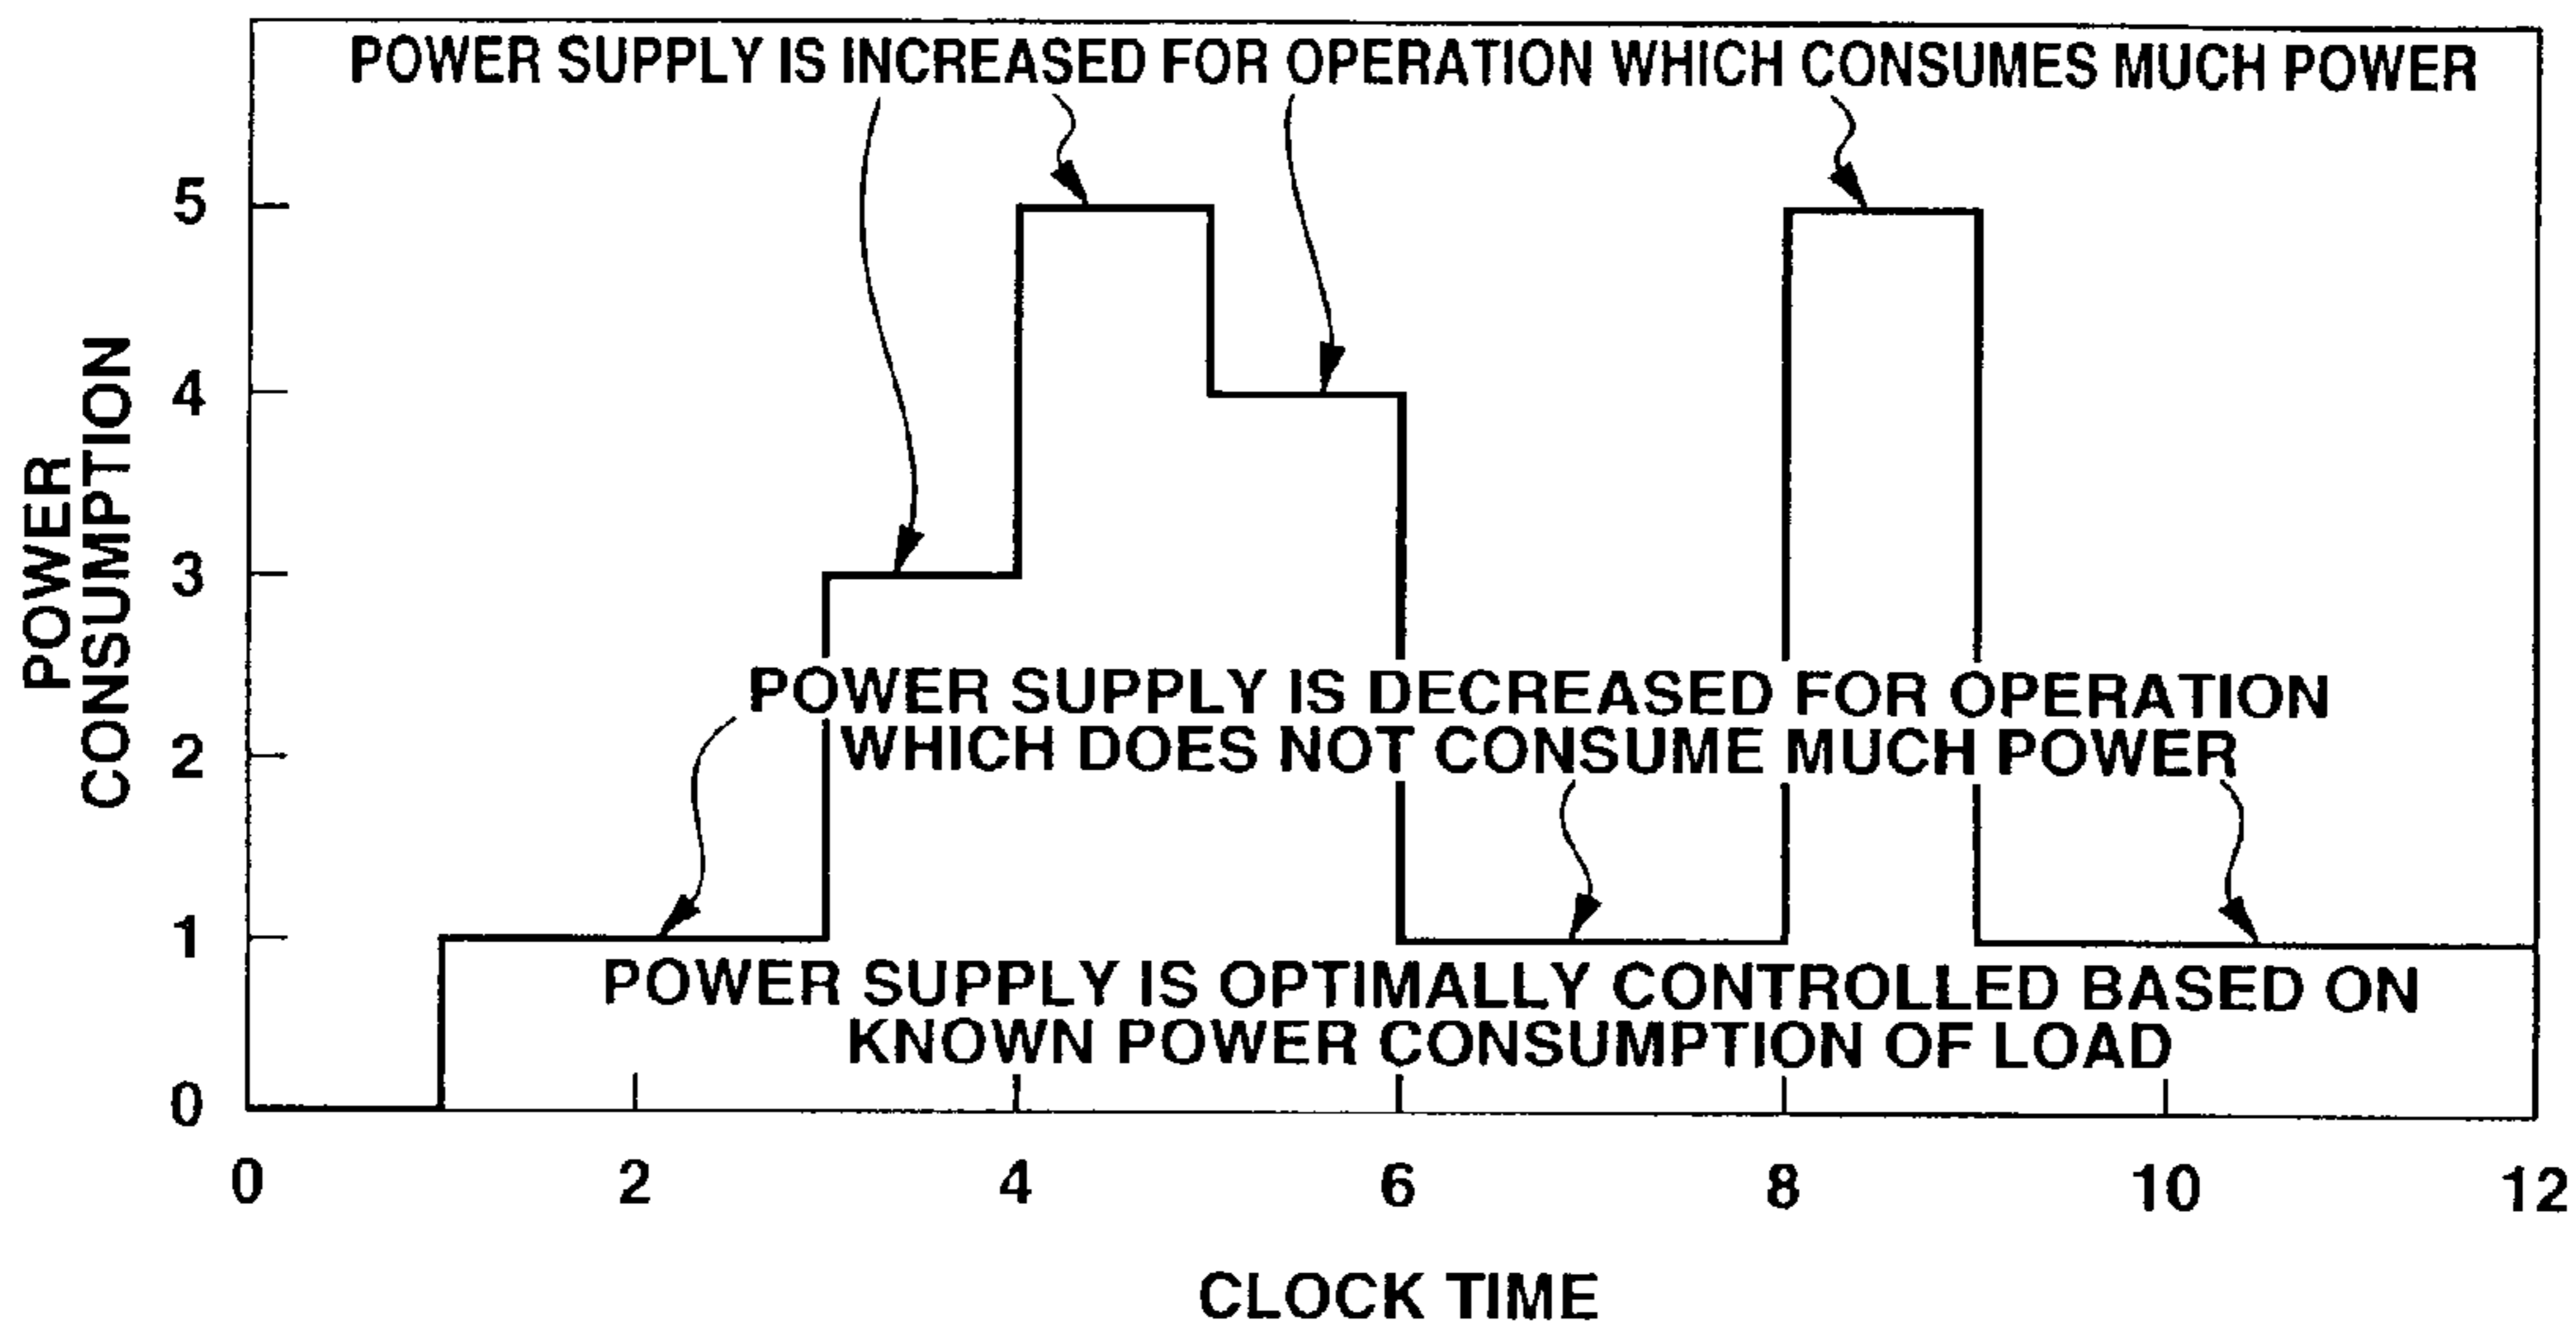 POWER SUPPLY IS INCREASED FOR OPERATION WHICH CONSUMES MUCH POWER
5
4
3
2
1
0
POWER
CONSUMPTION
POWER SUPPLY IS DECREASED FOR OPERATION
WHICH DOES NOT CONSUME MUCH POWER
POWER SUPPLY IS OPTIMALLY CONTROLLED BASED ON
KNOWN POWER CONSUMPTION OF LOAD
0 2 4 6 8 10 12
CLOCK TIME